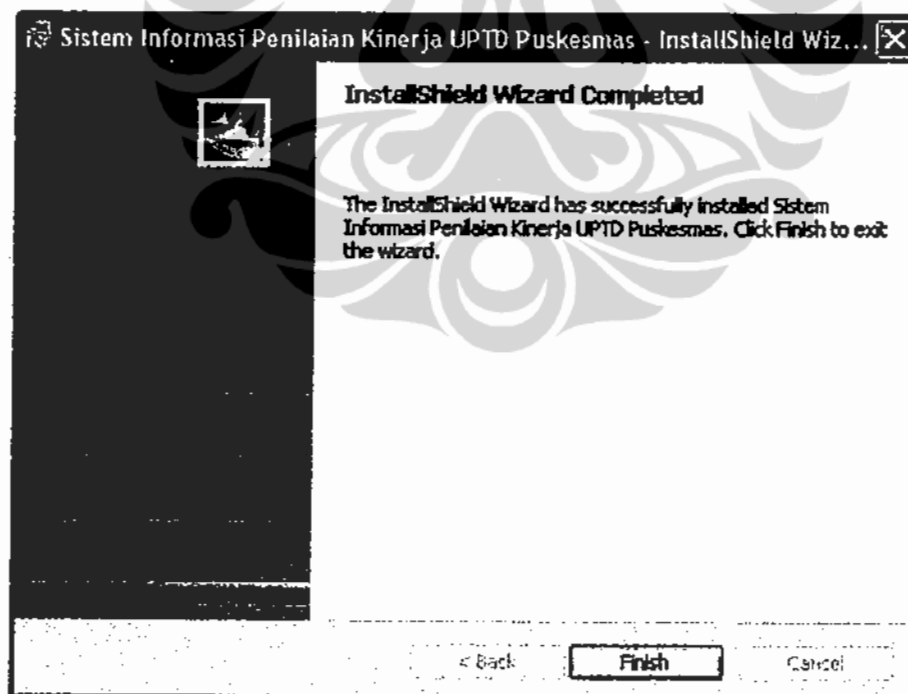 Sistem Informasi Penilaian Kinerja UPTD Puskesmas - InstallShield Wiz...
InstallShield Wizard Completed
The InstallShield Wizard has successfully installed Sistem
Informasi Penilaian Kinerja UPTD Puskesmas. Click Finish to exit
the wizard.
< Back
Finish
Cancel